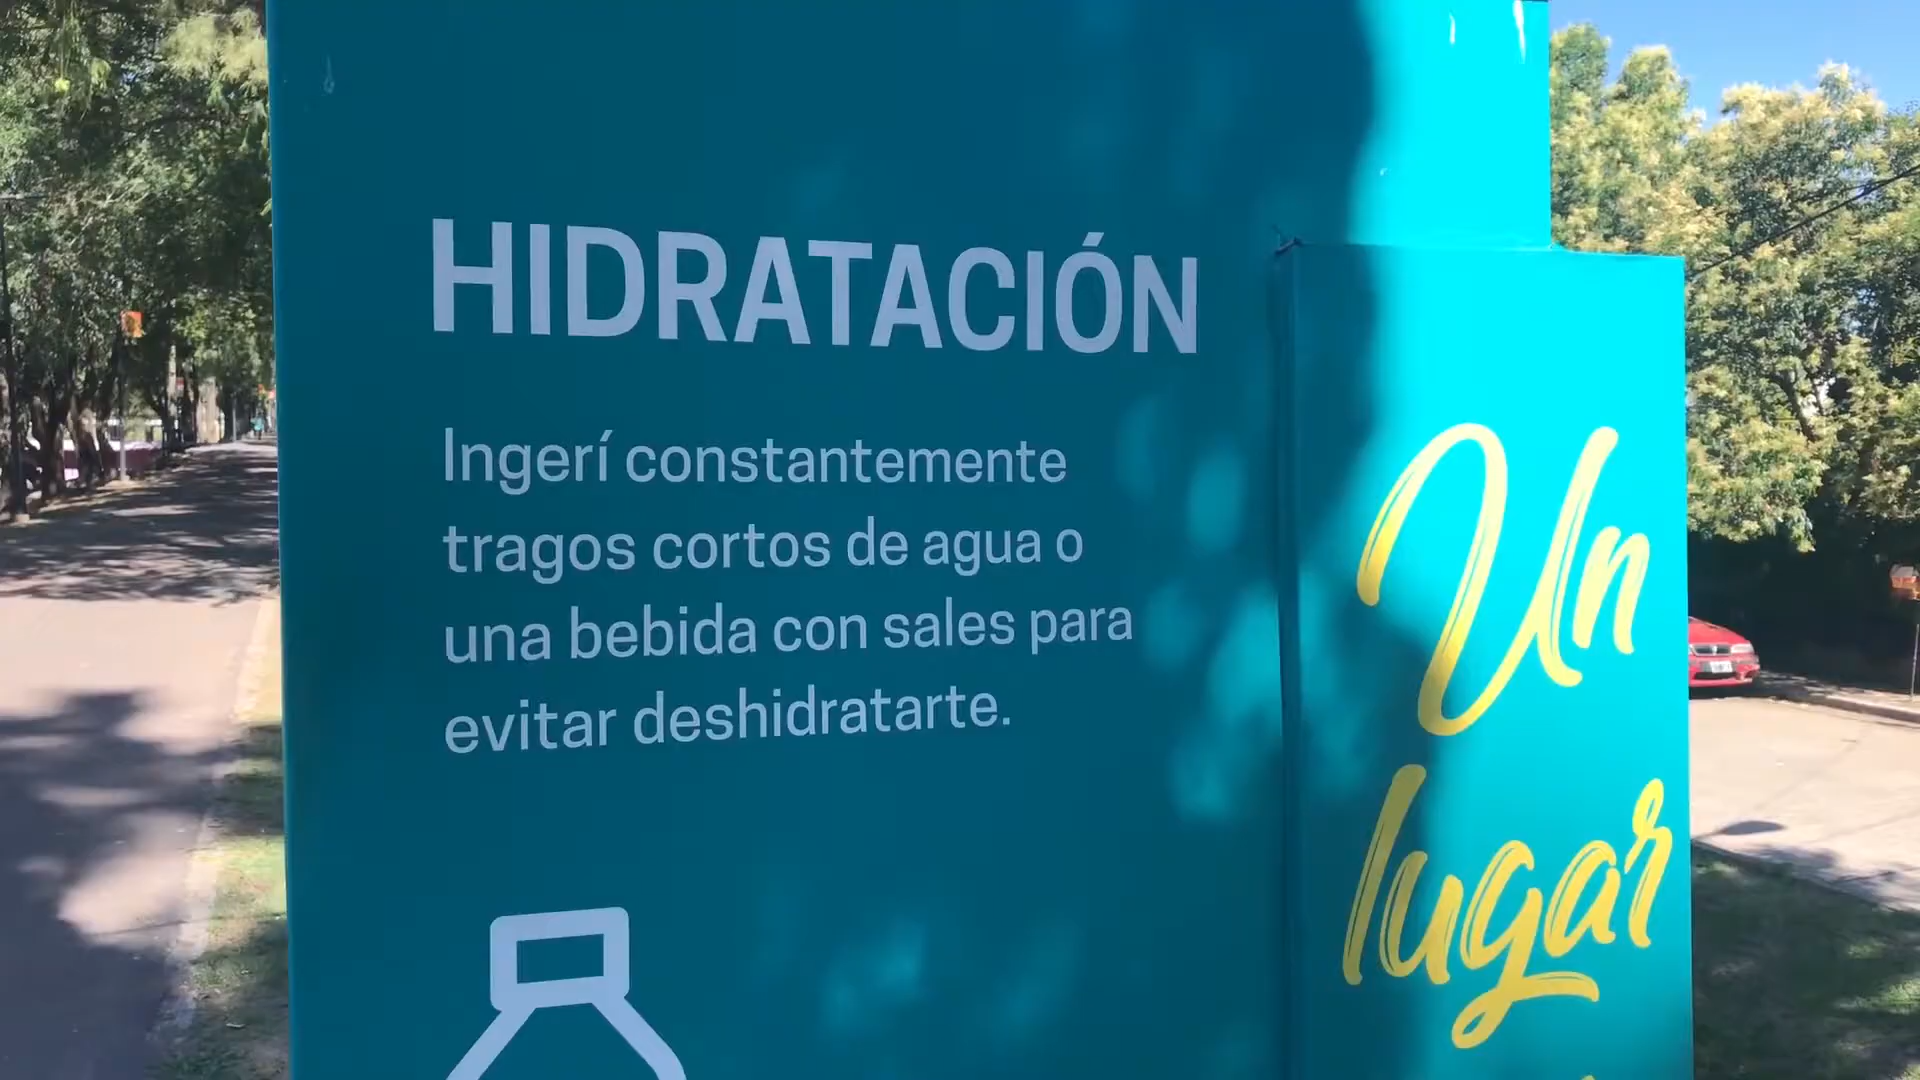 HIDRATACIÓN
Ingerí constantemente
tragos cortos de agua o
una bebida con sales para
evitar deshidratarte.
Un
lugar